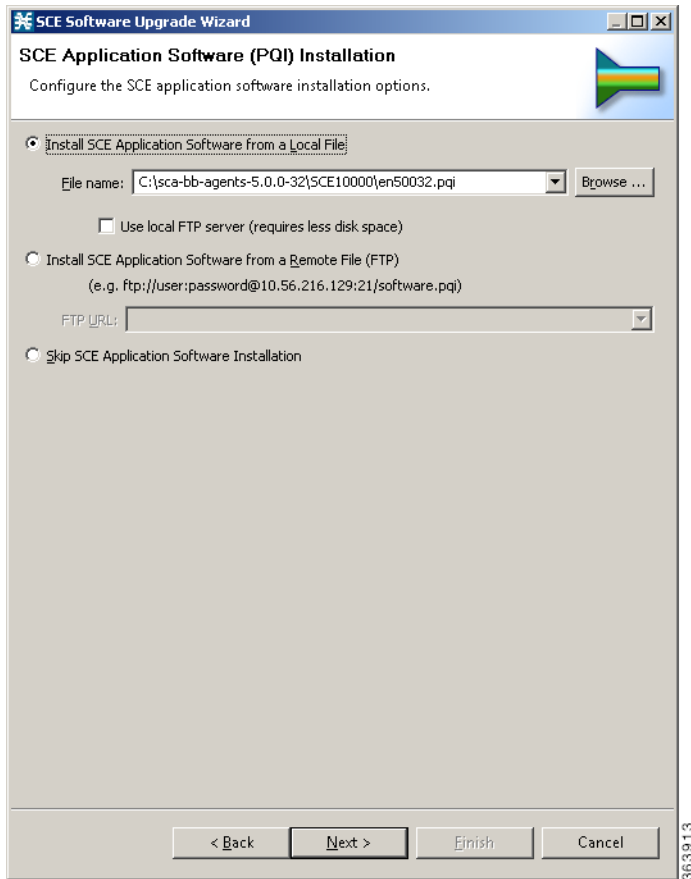 SCE Software Upgrade Wizard
SCE Application Software (PQI) Installation
Configure the SCE application software installation options.
Install SCE Application Software from a Local File
File name: C:\sca-bb-agents-5.0.0-32\SCE10000\en50032.pqi Browse ...
Use local FTP server (requires less disk space)
Install SCE Application Software from a Remote File (FTP)
(e.g. ftp://user:password@10.56.216.129:21/software.pqi)
FTP URL:
Skip SCE Application Software Installation
< Back Next > Finish Cancel
363913